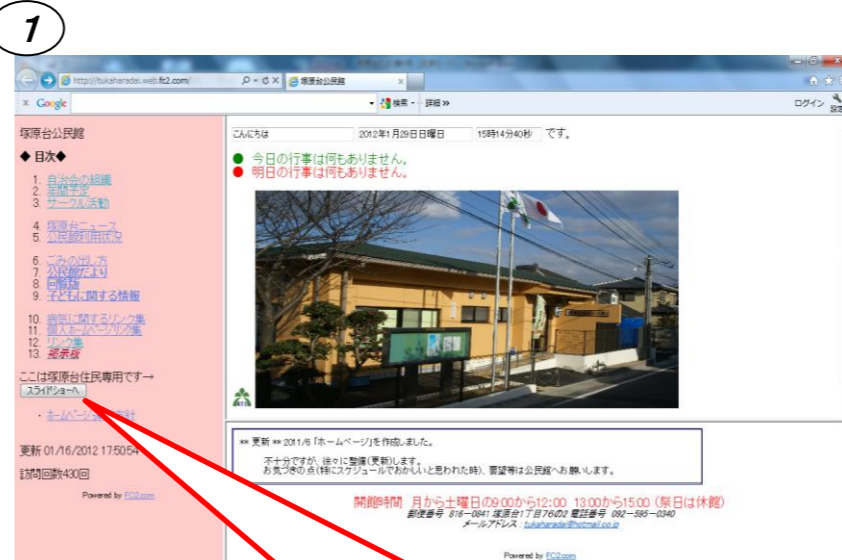 1
http://tukaharadai.web.fc2.com/
塚原台公民館
×
× Google
検索
詳細 »
ログイン
設定
塚原台公民館
◆ 目次◆
1. 自治会の組織
2. 年間予定
3. サークル活動
4. 塚原台ニュース
5. 公民館利用状況
6. ごみの出し方
7. 公民館だより
8. 回覧版
9. 子どもに関する情報
10. 病気に関するリンク集
11. 個人ホームページリンク集
12. リンク集
13. 掲示板
ここは塚原台住民専用です→
スライドショーへ
・ホームページ
更新 01/16/2012 17:50:54
訪問回数430回
Powered by FC2.com
こんにちは 2012年1月29日日曜日 15時14分40秒 です。
● 今日の行事は何もありません。
● 明日の行事は何もありません。
** 更新 ** 2011/6 「ホームページ」を作成しました。
不十分ですが、徐々に整備(更新)します。
お気づきの点(特にスケジュールでおかしいと思われた時)、要望等は公民館へお願いします。
開館時間 月から土曜日の9:00から12:00 13:00から15:00 (祭日は休館)
郵便番号 816-0841 塚原台1丁目76の2 電話番号 092-595-0340
メールアドレス : tukaharadai@hotmail.co.jp
Powered by FC2.com